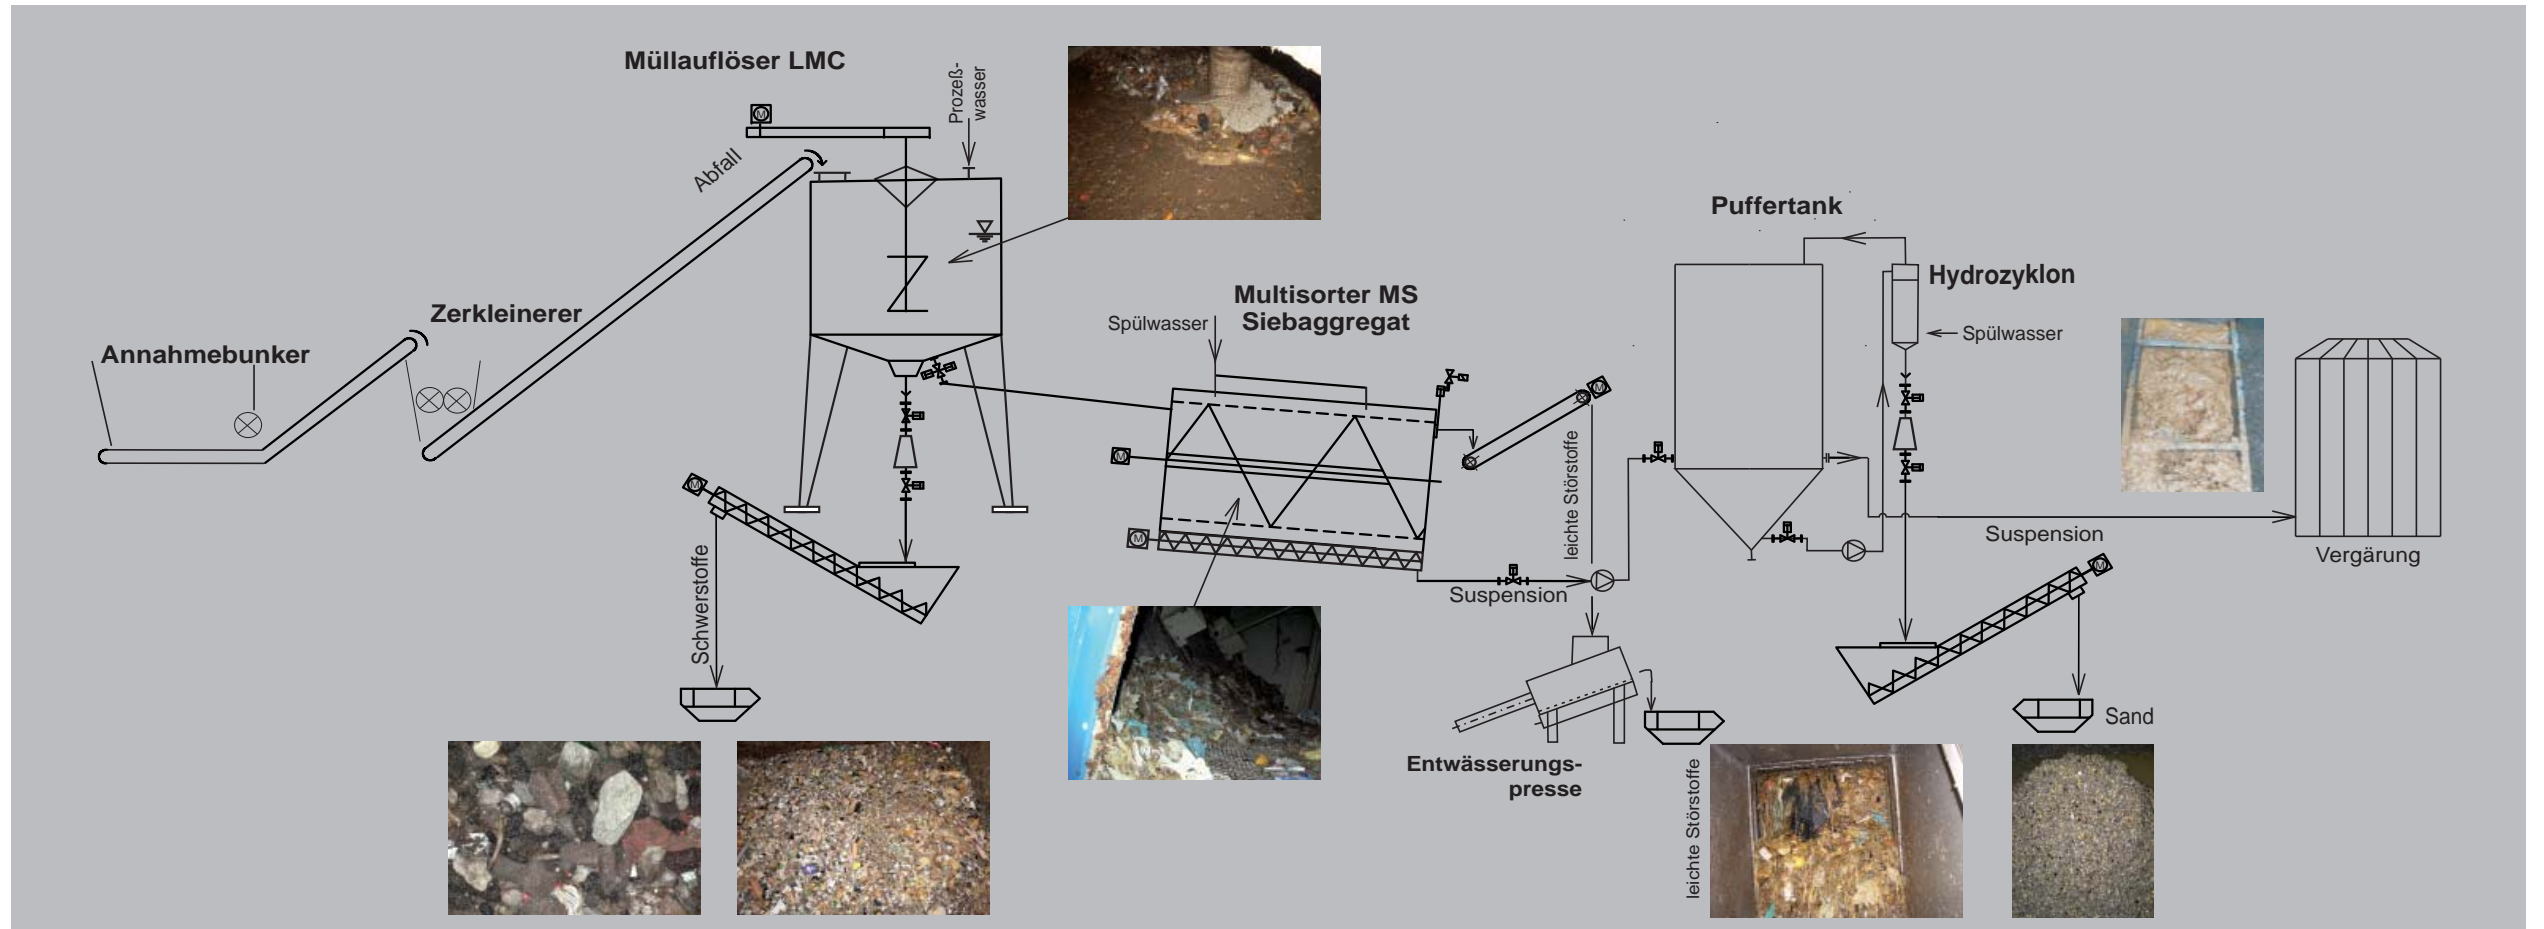 Müllauflöser LMC
Prozeß-
wasser
M
Abfall
Puffertank
Hydrozyklon
Multisorter MS
Siebaggregat
Zerkleinerer
Spülwasser
Spülwasser
Annahmebunker
M
M
M
M
leichte Störstoffe
Suspension
Vergärung
M
Suspension
Schwerstoffe
Sand
Entwässerungs-
presse
leichte Störstoffe